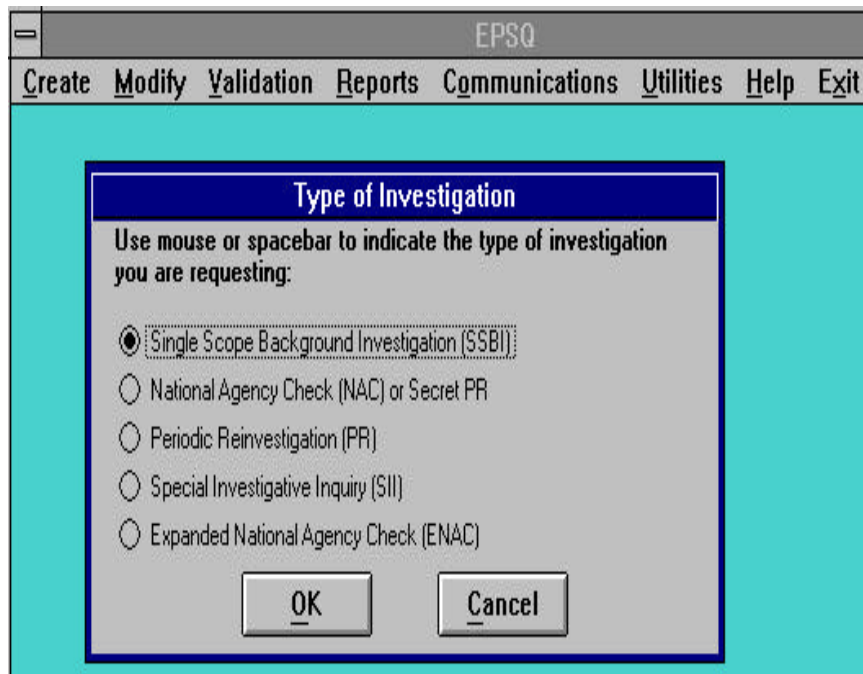 EPSQ
Create Modify Validation Reports Communications Utilities Help Exit
Type of Investigation
Use mouse or spacebar to indicate the type of investigation
you are requesting:
Single Scope Background Investigation (SSBI)
National Agency Check (NAC) or Secret PR
Periodic Reinvestigation (PR)
Special Investigative Inquiry (SII)
Expanded National Agency Check (ENAC)
OK Cancel